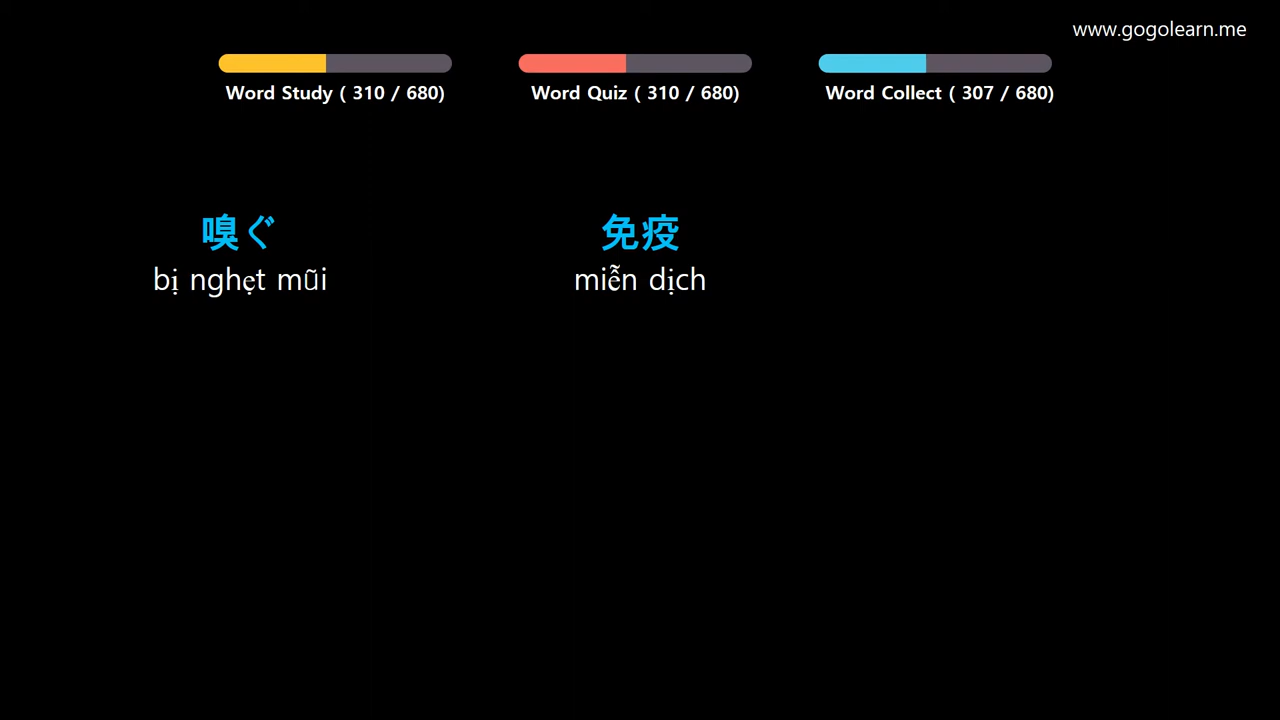 www.gogolearn.me
Word Study ( 310 / 680)
Word Quiz ( 310 / 680)
Word Collect ( 307 / 680)
嗅ぐ
bị nghẹt mũi
免疫
miễn dịch